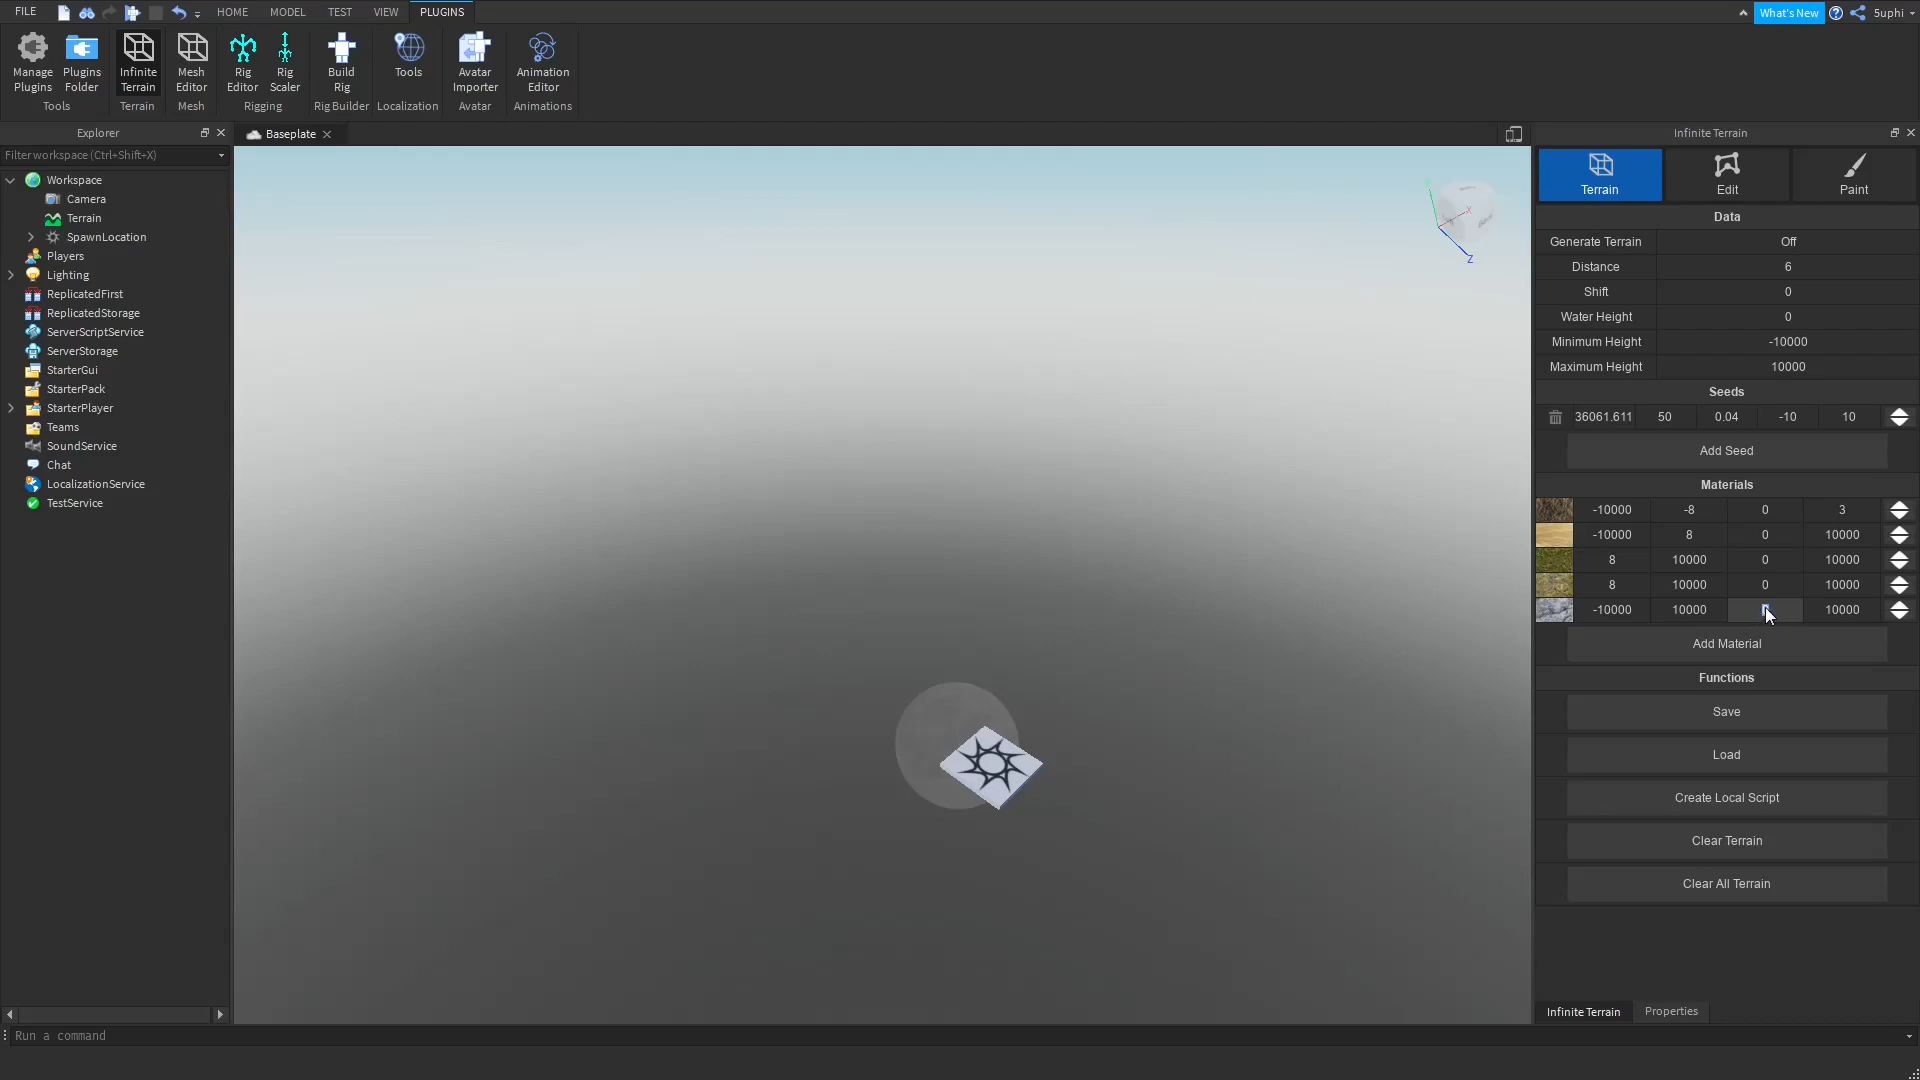 FILE HOME MODEL TEST VIEW PLUGINS What's New 5uphi
Manage Plugins
Plugins Folder
Infinite Terrain
Mesh Editor
Rig Editor
Rig Scaler
Build Rig
Tools
Avatar Importer
Animation Editor
Tools Terrain Mesh Rigging Rig Builder Localization Avatar Animations
Explorer
Filter workspace (Ctrl+Shift+X)
Workspace
Camera
Terrain
SpawnLocation
Players
Lighting
ReplicatedFirst
ReplicatedStorage
ServerScriptService
ServerStorage
StarterGui
StarterPack
StarterPlayer
Teams
SoundService
Chat
LocalizationService
TestService
Baseplate
X
Z
Infinite Terrain
Terrain Edit Paint
Data
Generate Terrain Off
Distance 6
Shift 0
Water Height 0
Minimum Height -10000
Maximum Height 10000
Seeds
36061.611 50 0.04 -10 10
Add Seed
Materials
-10000 -8 0 3
-10000 8 0 10000
8 10000 0 10000
8 10000 0 10000
-10000 10000 10000
Add Material
Functions
Save
Load
Create Local Script
Clear Terrain
Clear All Terrain
Infinite Terrain Properties
Run a command